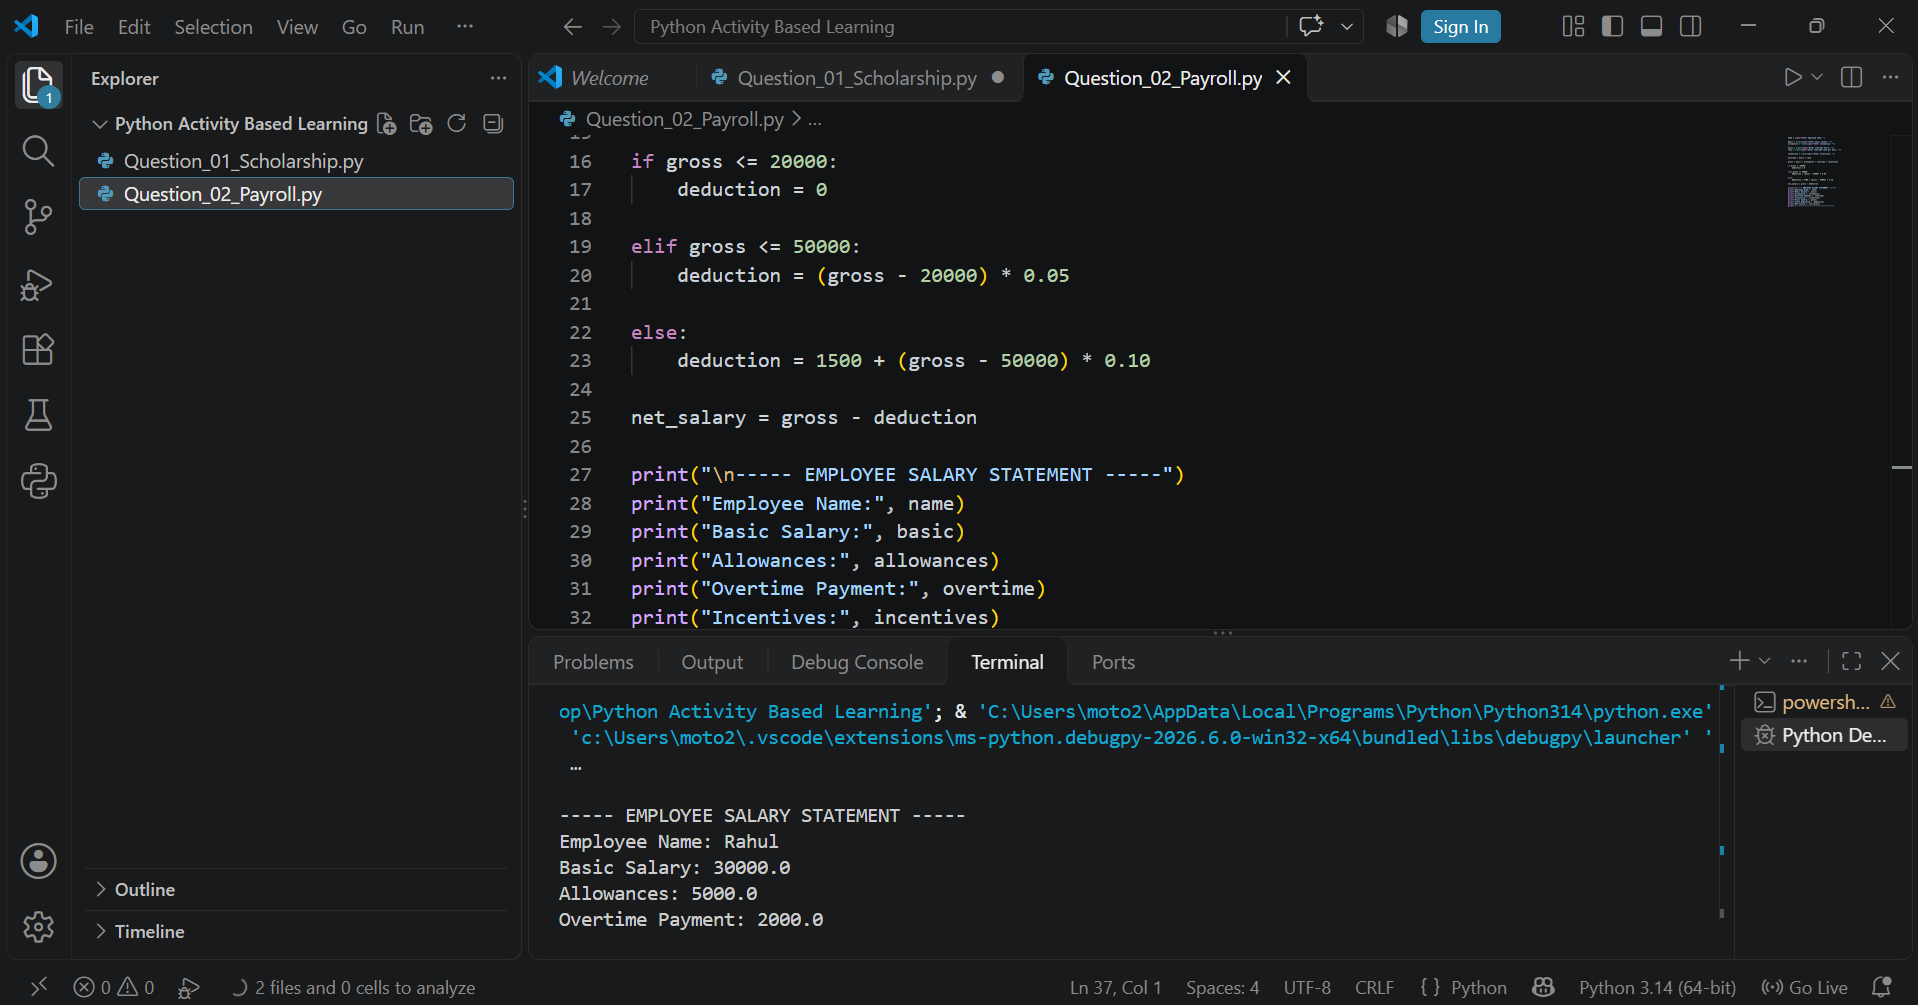 File Edit Selection View Go Run ...
Python Activity Based Learning
Sign In
Explorer
1
Python Activity Based Learning
Question_01_Scholarship.py
Question_02_Payroll.py
Outline
Timeline
Welcome
Question_01_Scholarship.py
Question_02_Payroll.py
Question_02_Payroll.py > ...
16 if gross <= 20000:
17 deduction = 0
18
19 elif gross <= 50000:
20 deduction = (gross - 20000) * 0.05
21
22 else:
23 deduction = 1500 + (gross - 50000) * 0.10
24
25 net_salary = gross - deduction
26
27 print("\n----- EMPLOYEE SALARY STATEMENT -----")
28 print("Employee Name:", name)
29 print("Basic Salary:", basic)
30 print("Allowances:", allowances)
31 print("Overtime Payment:", overtime)
32 print("Incentives:", incentives)
Problems Output Debug Console Terminal Ports
op\Python Activity Based Learning'; & 'C:\Users\moto2\AppData\Local\Programs\Python\Python314\python.exe'
'c:\Users\moto2\.vscode\extensions\ms-python.debugpy-2026.6.0-win32-x64\bundled\libs\debugpy\launcher' '
…
----- EMPLOYEE SALARY STATEMENT -----
Employee Name: Rahul
Basic Salary: 30000.0
Allowances: 5000.0
Overtime Payment: 2000.0
powersh...
Python De...
0 0 2 files and 0 cells to analyze
Ln 37, Col 1 Spaces: 4 UTF-8 CRLF { } Python Python 3.14 (64-bit) Go Live